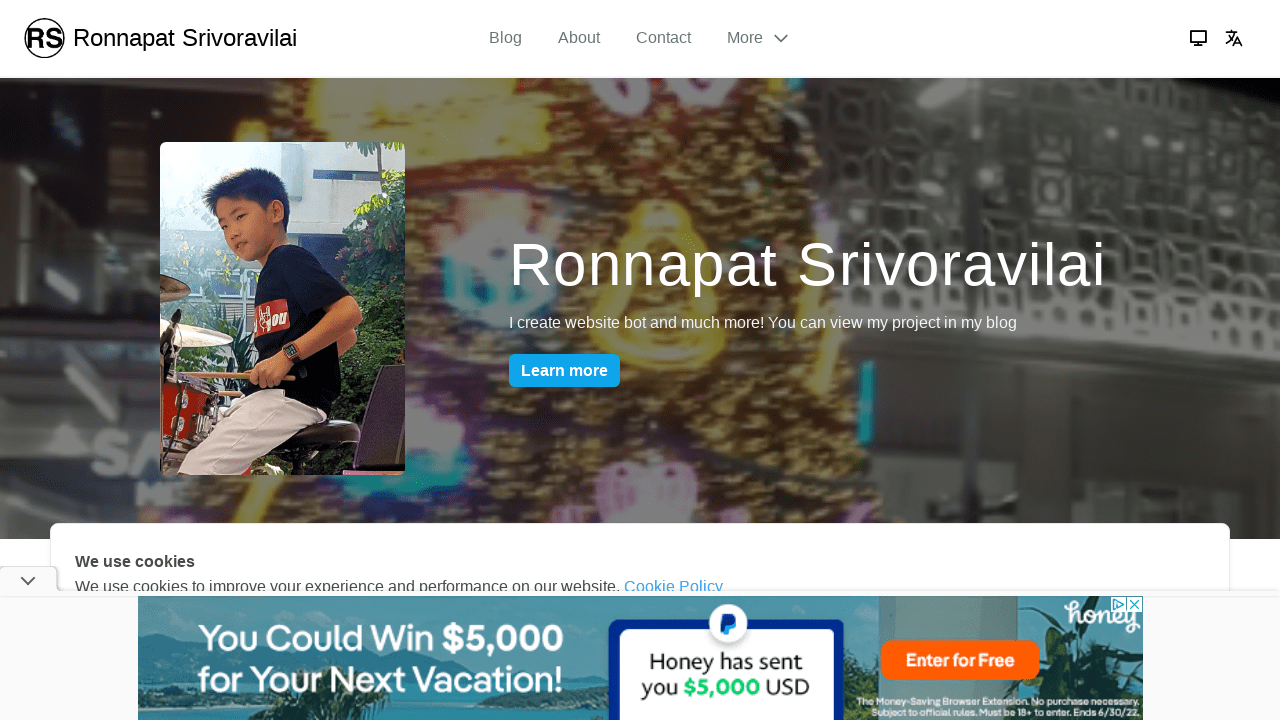 RS Ronnapat Srivoravilai
Blog
About
Contact
More
Ronnapat Srivoravilai
I create website bot and much more! You can view my project in my blog
Learn more
YOU
We use cookies
We use cookies to improve your experience and performance on our website. Cookie Policy
You Could Win $5,000
for Your Next Vacation!
Honey has sent
you $5,000 USD
honey
Enter for Free
The Money-Saving Browser Extension. No purchase necessary.
Subject to official rules. Must be 18+ to enter. Ends 6/30/22.